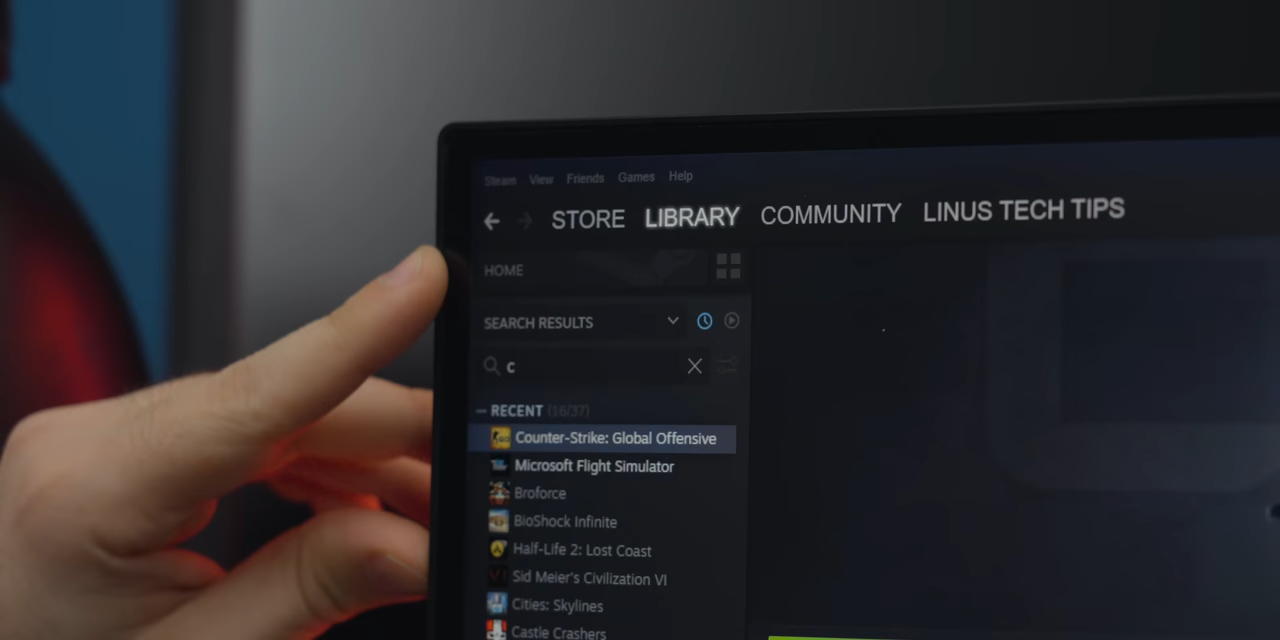 Steam View Friends Games Help
STORE LIBRARY COMMUNITY LINUS TECH TIPS
HOME
SEARCH RESULTS
c
RECENT (16/37)
Counter-Strike: Global Offensive
Microsoft Flight Simulator
Broforce
BioShock Infinite
Half-Life 2: Lost Coast
Sid Meier's Civilization VI
Cities: Skylines
Castle Crashers